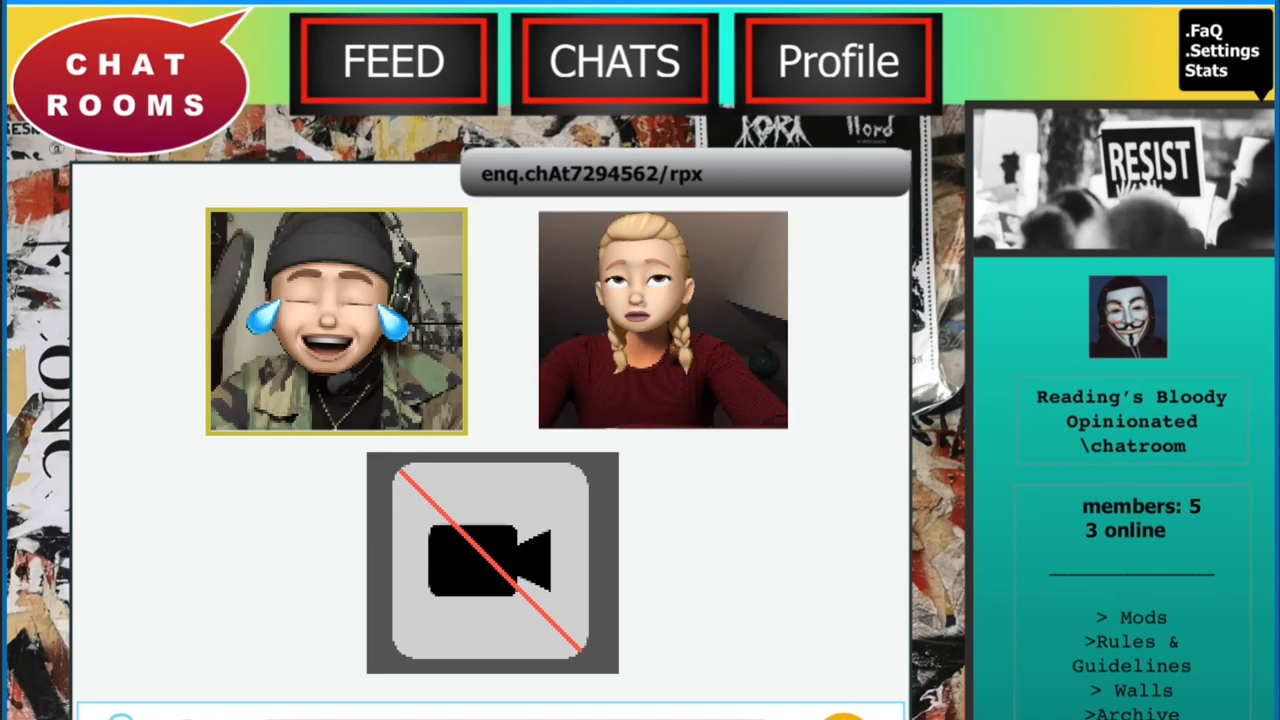 CHAT
ROOMS
FEED
CHATS
Profile
.FaQ
.Settings
Stats
enq.chAt7294562/rpx
RESIST
Reading's Bloody
Opinionated
\chatroom
members: 5
3 online
> Mods
>Rules &
Guidelines
> Walls
>Archive